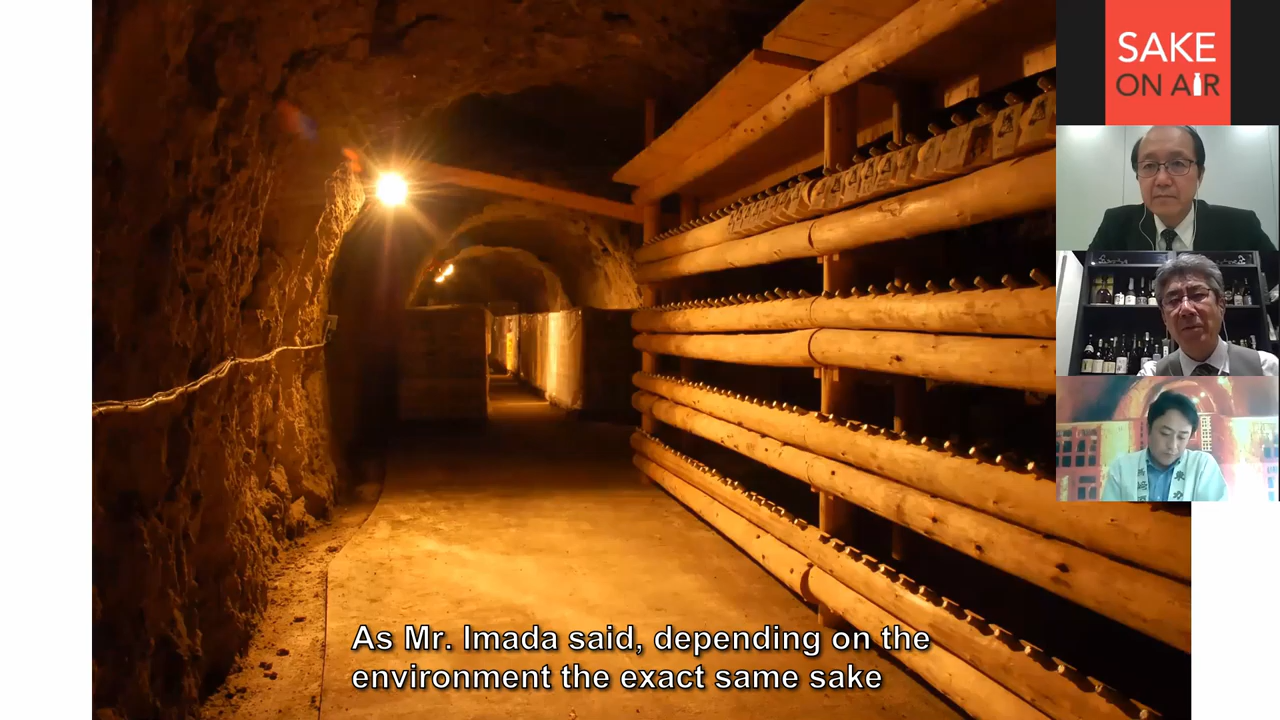 SAKE
ON AIR
As Mr. Imada said, depending on the
environment the exact same sake